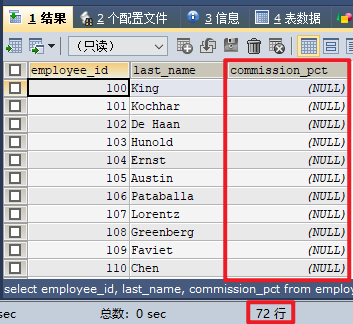 1 结果 2 个配置文件 3 信息 4 表数据
（只读）
employee_id last_name commission_pct
100 King (NULL)
101 Kochhar (NULL)
102 De Haan (NULL)
103 Hunold (NULL)
104 Ernst (NULL)
105 Austin (NULL)
106 Pataballa (NULL)
107 Lorentz (NULL)
108 Greenberg (NULL)
109 Faviet (NULL)
110 Chen (NULL)
select employee_id, last_name, commission_pct from employ
sec 总数: 0 sec 72 行